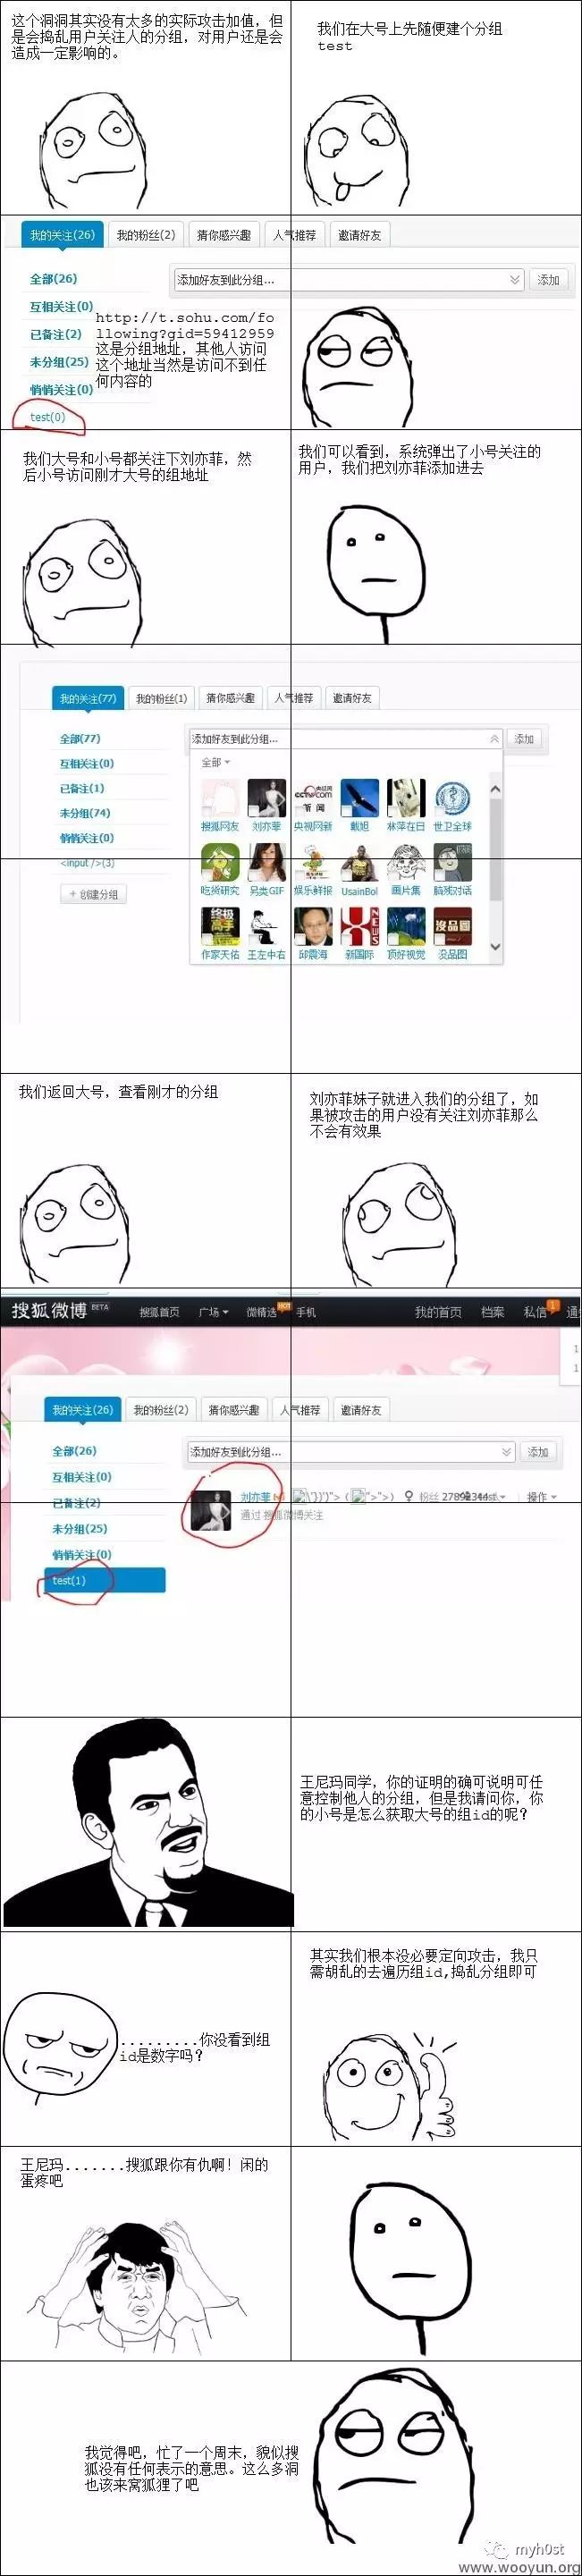 这个洞洞其实没有太多的实际攻击加值，但
是会捣乱用户关注人的分组，对用户还是会
造成一定影响的。
我们在大号上先随便建个分组
test
我的关注(26)
我的粉丝(2)
猜你感兴趣
人气推荐
邀请好友
全部(26)
互相关注(0)
已备注(2)
未分组(25)
悄悄关注(0)
test(0)
添加好友到此分组...
添加
http://t.sohu.com/fo
llowing?gid=59412959
这是分组地址，其他人访问
这个地址当然是访问不到任
何内容的
我们大号和小号都关注下刘亦菲，然
后小号访问刚才大号的组地址
我们可以看到，系统弹出了小号关注的
用户，我们把刘亦菲添加进去
我的关注(77)
我的粉丝(1)
猜你感兴趣
人气推荐
邀请好友
全部(77)
互相关注(0)
已备注(1)
未分组(74)
悄悄关注(0)
<input />(3)
+ 创建分组
添加好友到此分组...
添加
全部
搜狐网友
刘亦菲
央视网新
戴旭
林萍在日
世卫全球
吃货研究
另类GIF
娱乐鲜报
UsainBol
画片集
脑残对话
作家天佑
王左中右
邱震海
新国际
顶好视觉
没品图
我们返回大号，查看刚才的分组
刘亦菲妹子就进入我们的分组了，如
果被攻击的用户没有关注刘亦菲那么
不会有效果
搜狐微博 BETA
搜狐首页
广场
微精选
HOT
手机
我的首页
档案
私信
1
通
我的关注(26)
我的粉丝(2)
猜你感兴趣
人气推荐
邀请好友
全部(26)
互相关注(0)
已备注(2)
未分组(25)
悄悄关注(0)
test(1)
添加好友到此分组...
添加
刘亦菲
粉丝
操作
通过 搜狐微博关注
王尼玛同学，你的证明的确可说明可任
意控制他人的分组，但是我请问你，你
的小号是怎么获取大号的组id的呢？
.........你没看到组
id是数字吗？
其实我们根本没必要定向攻击，我只
需胡乱的去遍历组id,捣乱分组即可
王尼玛.......搜狐跟你有仇啊！闲的
蛋疼吧
我觉得吧，忙了一个周末，貌似搜
狐没有任何表示的意思。这么多洞
也该来窝狐狸了吧
myh0st
www.wooyun.org